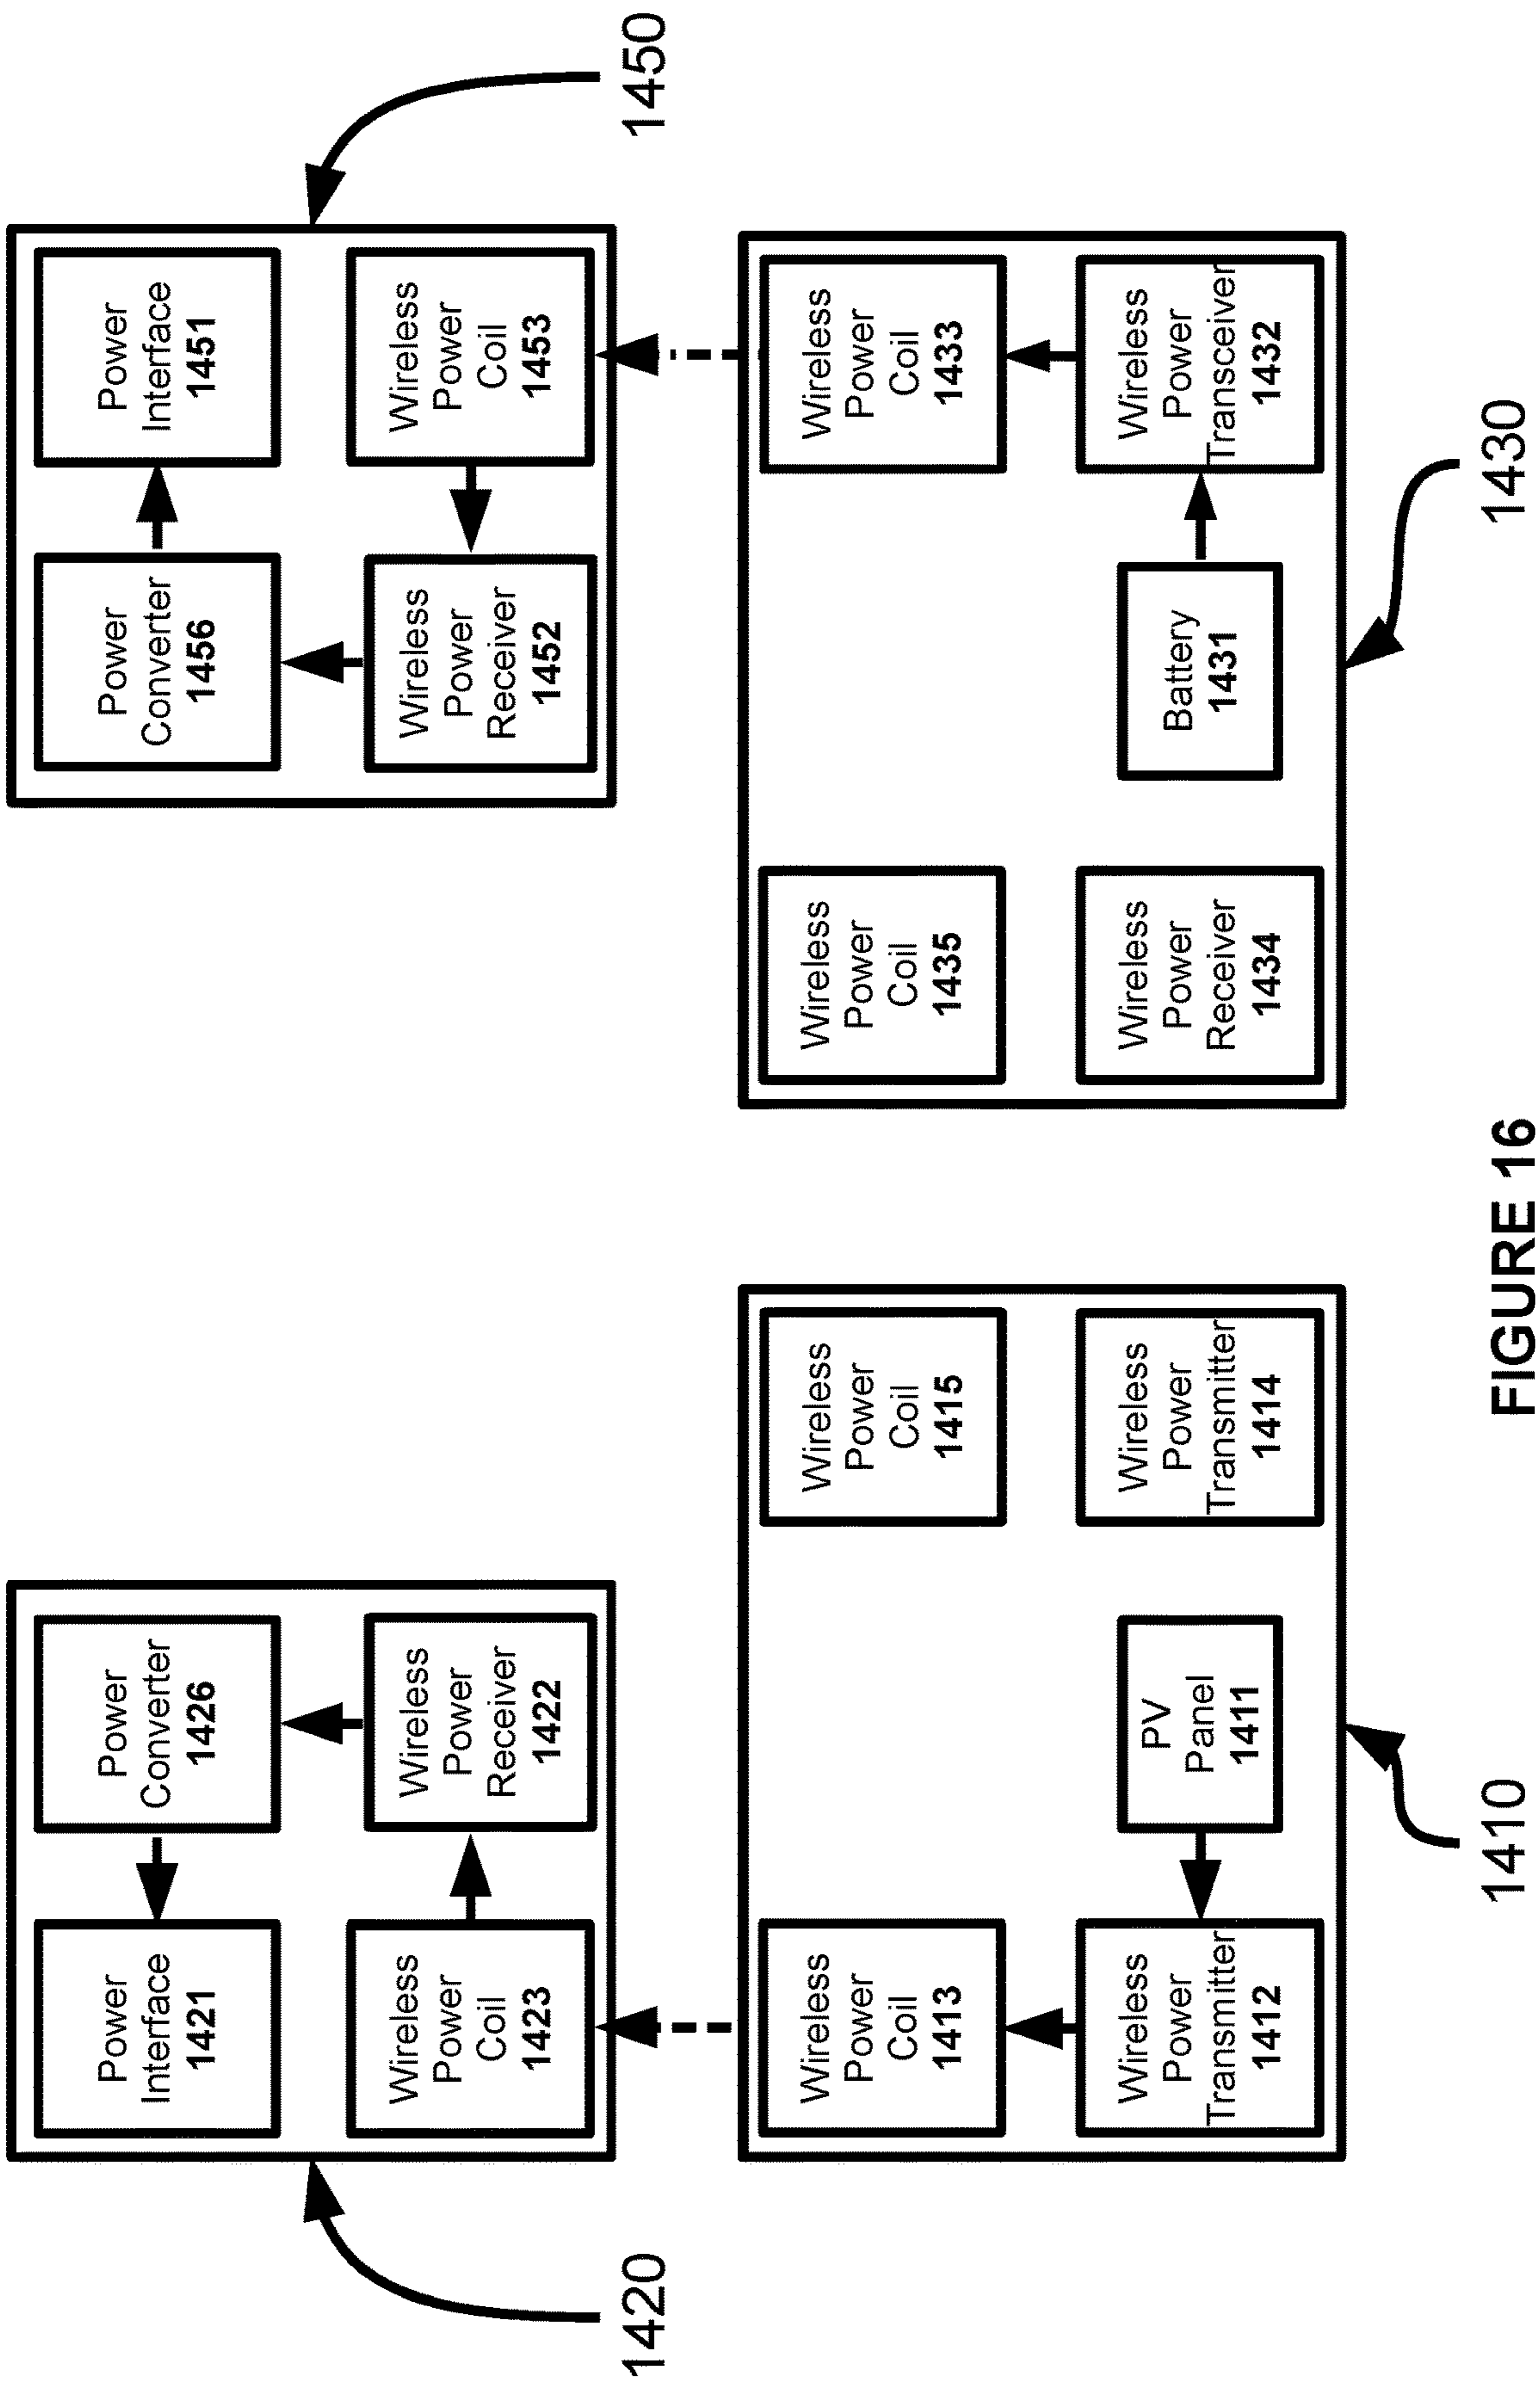 1420
Power
Interface
1421
Power
Converter
1426
Wireless
Power
Coil
1423
Wireless
Power
Receiver
1422
Power
Converter
1456
Power
Interface
1451
Wireless
Power
Receiver
1452
Wireless
Power
Coil
1453
1450
Wireless
Power
Coil
1413
Wireless
Power
Coil
1415
Wireless
Power
Transmitter
1412
PV
Panel
1411
Wireless
Power
Transmitter
1414
1410
Wireless
Power
Coil
1435
Wireless
Power
Coil
1433
Wireless
Power
Receiver
1434
Battery
1431
Wireless
Power
Transceiver
1432
1430
FIGURE 16